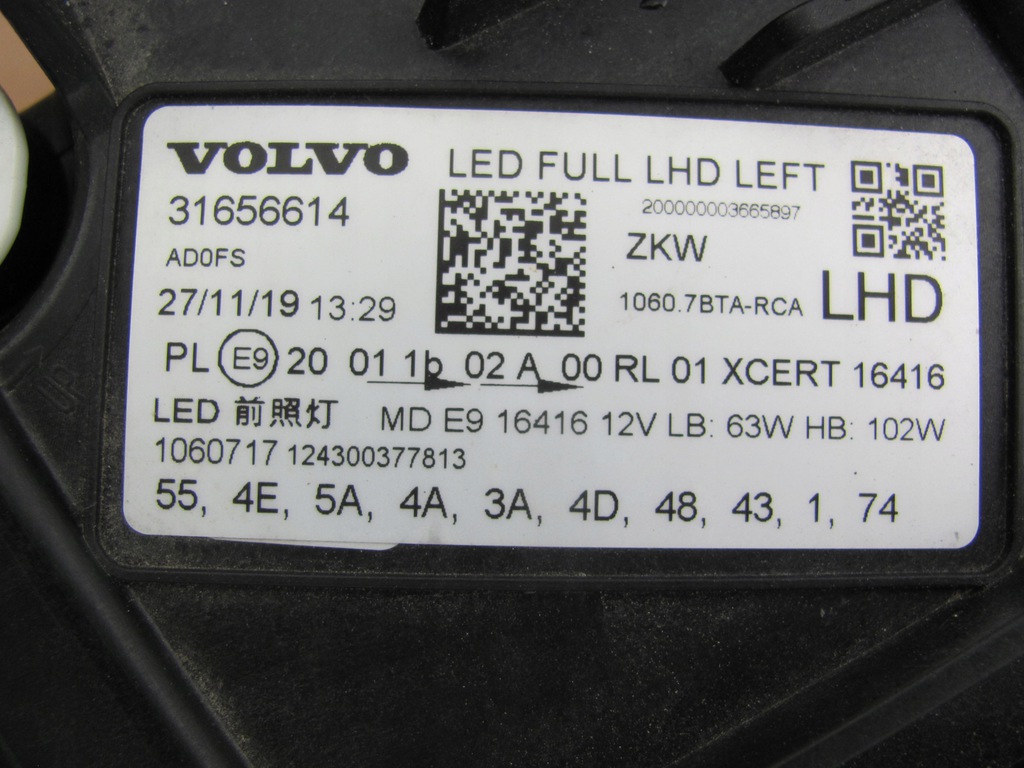 VOLVO LED FULL LHD LEFT
31656614 200000003665897
AD0FS ZKW
27/11/19 13:29 1060.7BTA-RCA LHD
PL E9 20 01 1b 02 A 00 RL 01 XCERT 16416
LED 前照灯 MD E9 16416 12V LB: 63W HB: 102W
1060717 124300377813
55, 4E, 5A, 4A, 3A, 4D, 48, 43, 1, 74
UP